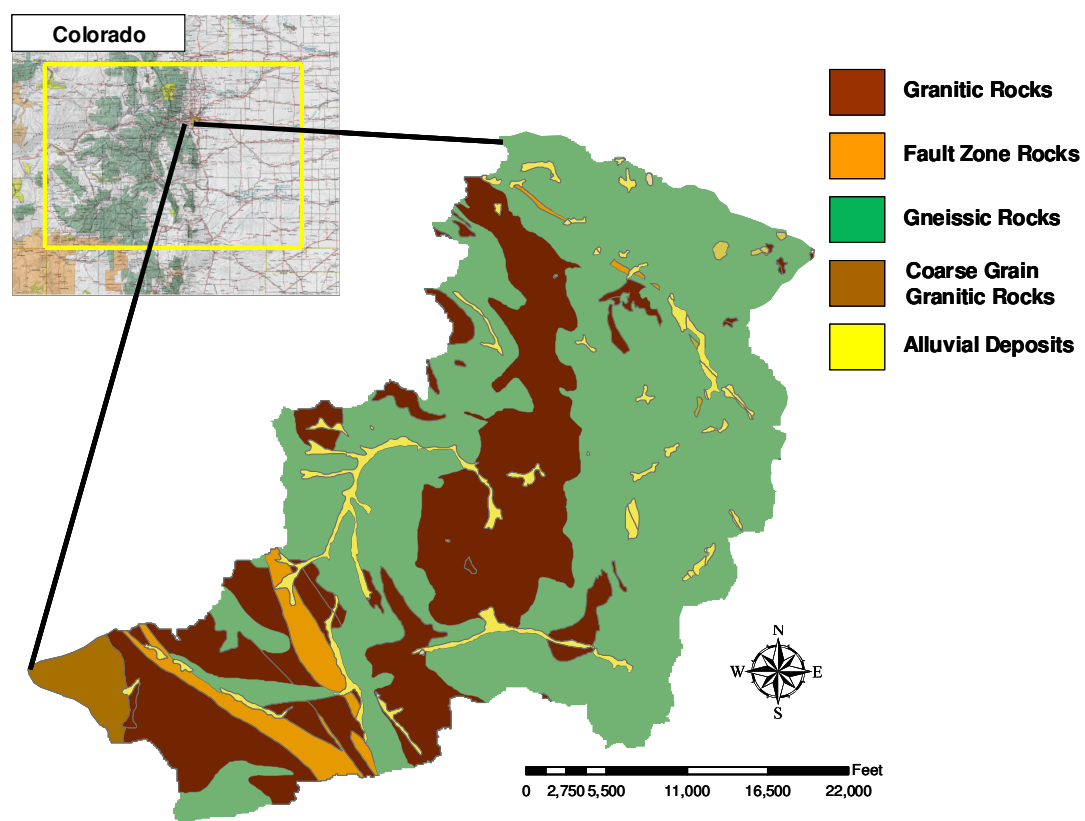 Colorado
Granitic Rocks
Fault Zone Rocks
Gneissic Rocks
Coarse Grain
Granitic Rocks
Alluvial Deposits
N
W E
S
Feet
0 2,750 5,500 11,000 16,500 22,000